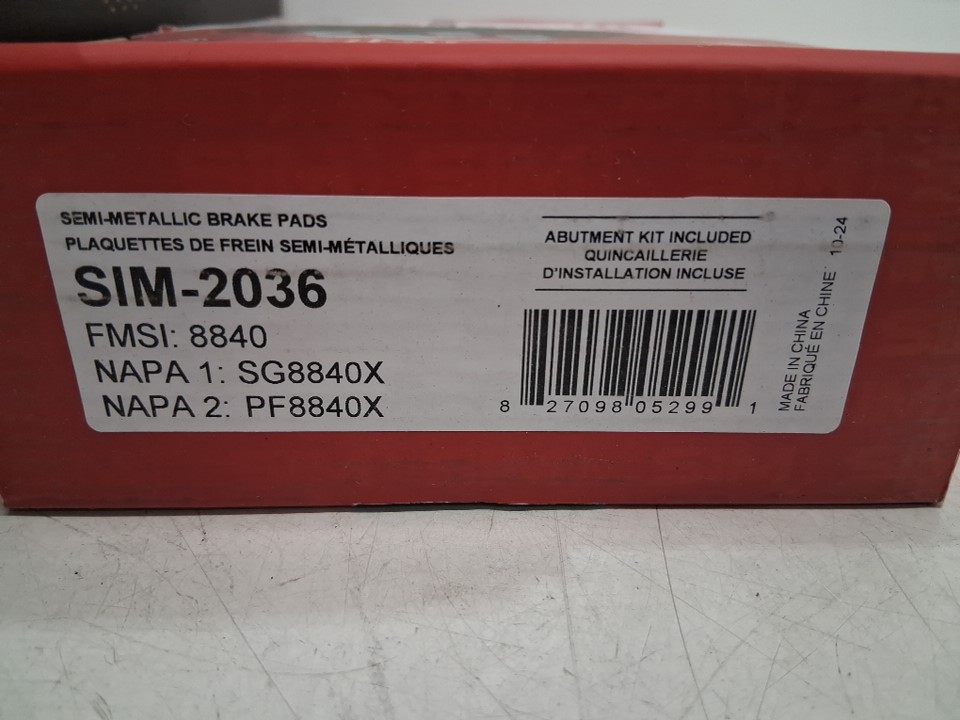 SEMI-METALLIC BRAKE PADS
PLAQUETTES DE FREIN SEMI-MÉTALLIQUES
SIM-2036
FMSI: 8840
NAPA 1: SG8840X
NAPA 2: PF8840X
ABUTMENT KIT INCLUDED
QUINCAILLERIE
D'INSTALLATION INCLUSE
8 27098 05299 1
MADE IN CHINA
FABRIQUÉ EN CHINE 10-24